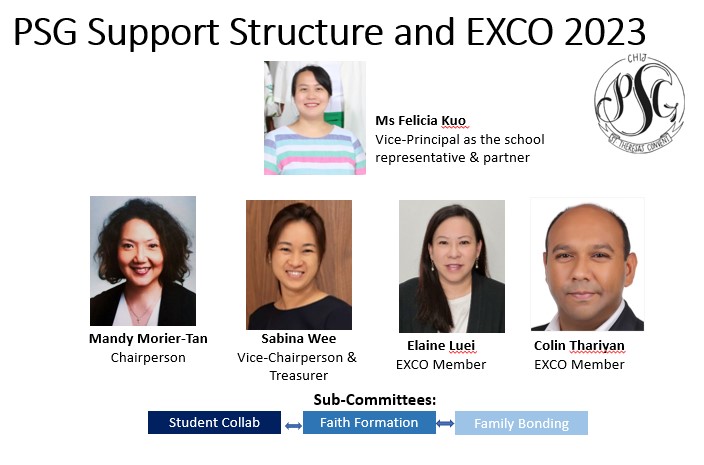 PSG Support Structure and EXCO 2023
CHIJ
PSG
ST THERESA'S CONVENT
Ms Felicia Kuo
Vice-Principal as the school
representative & partner
Mandy Morier-Tan
Chairperson
Sabina Wee
Vice-Chairperson &
Treasurer
Elaine Luei
EXCO Member
Colin Thariyan
EXCO Member
Sub-Committees:
Student Collab
Faith Formation
Family Bonding